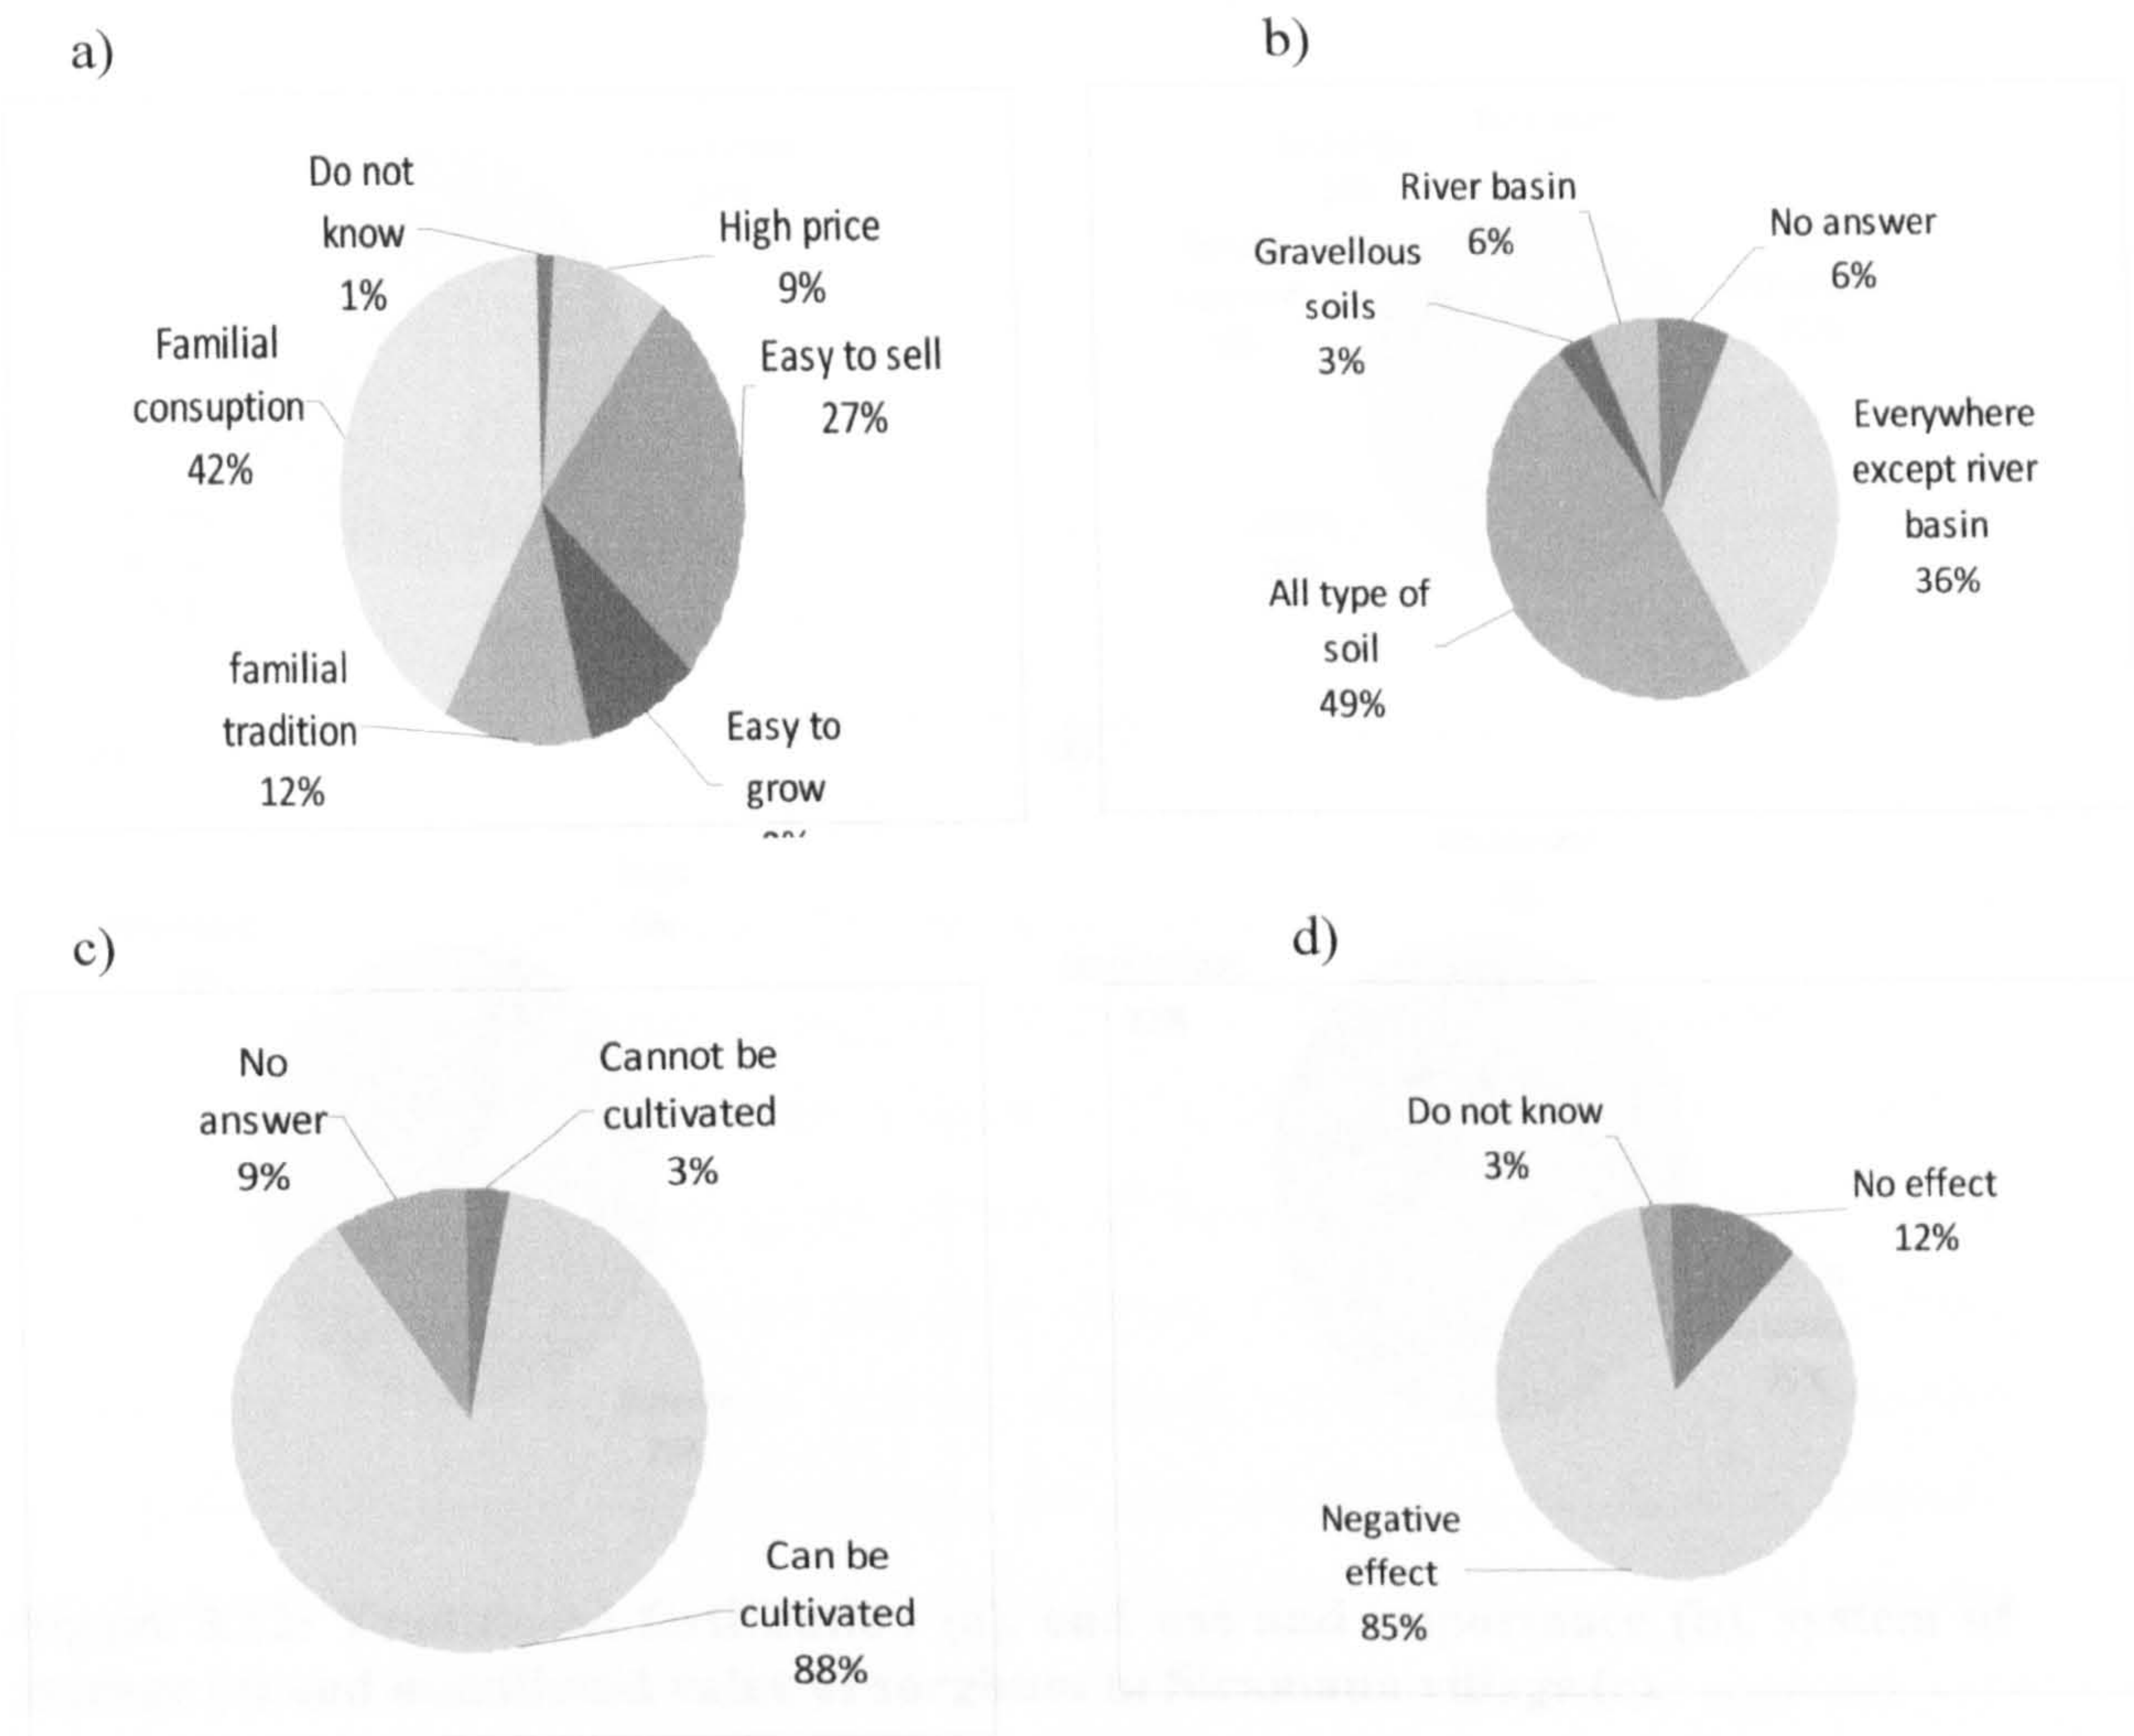 a)
Do not
know
1%
High price
9%
Easy to sell
27%
Easy to
grow
familial
tradition
12%
Familial
consuption
42%
b)
River basin
6%
No answer
6%
Everywhere
except river
basin
36%
All type of
soil
49%
Gravellous
soils
3%
c)
No
answer
9%
Cannot be
cultivated
3%
Can be
cultivated
88%
d)
Do not know
3%
No effect
12%
Negative
effect
85%